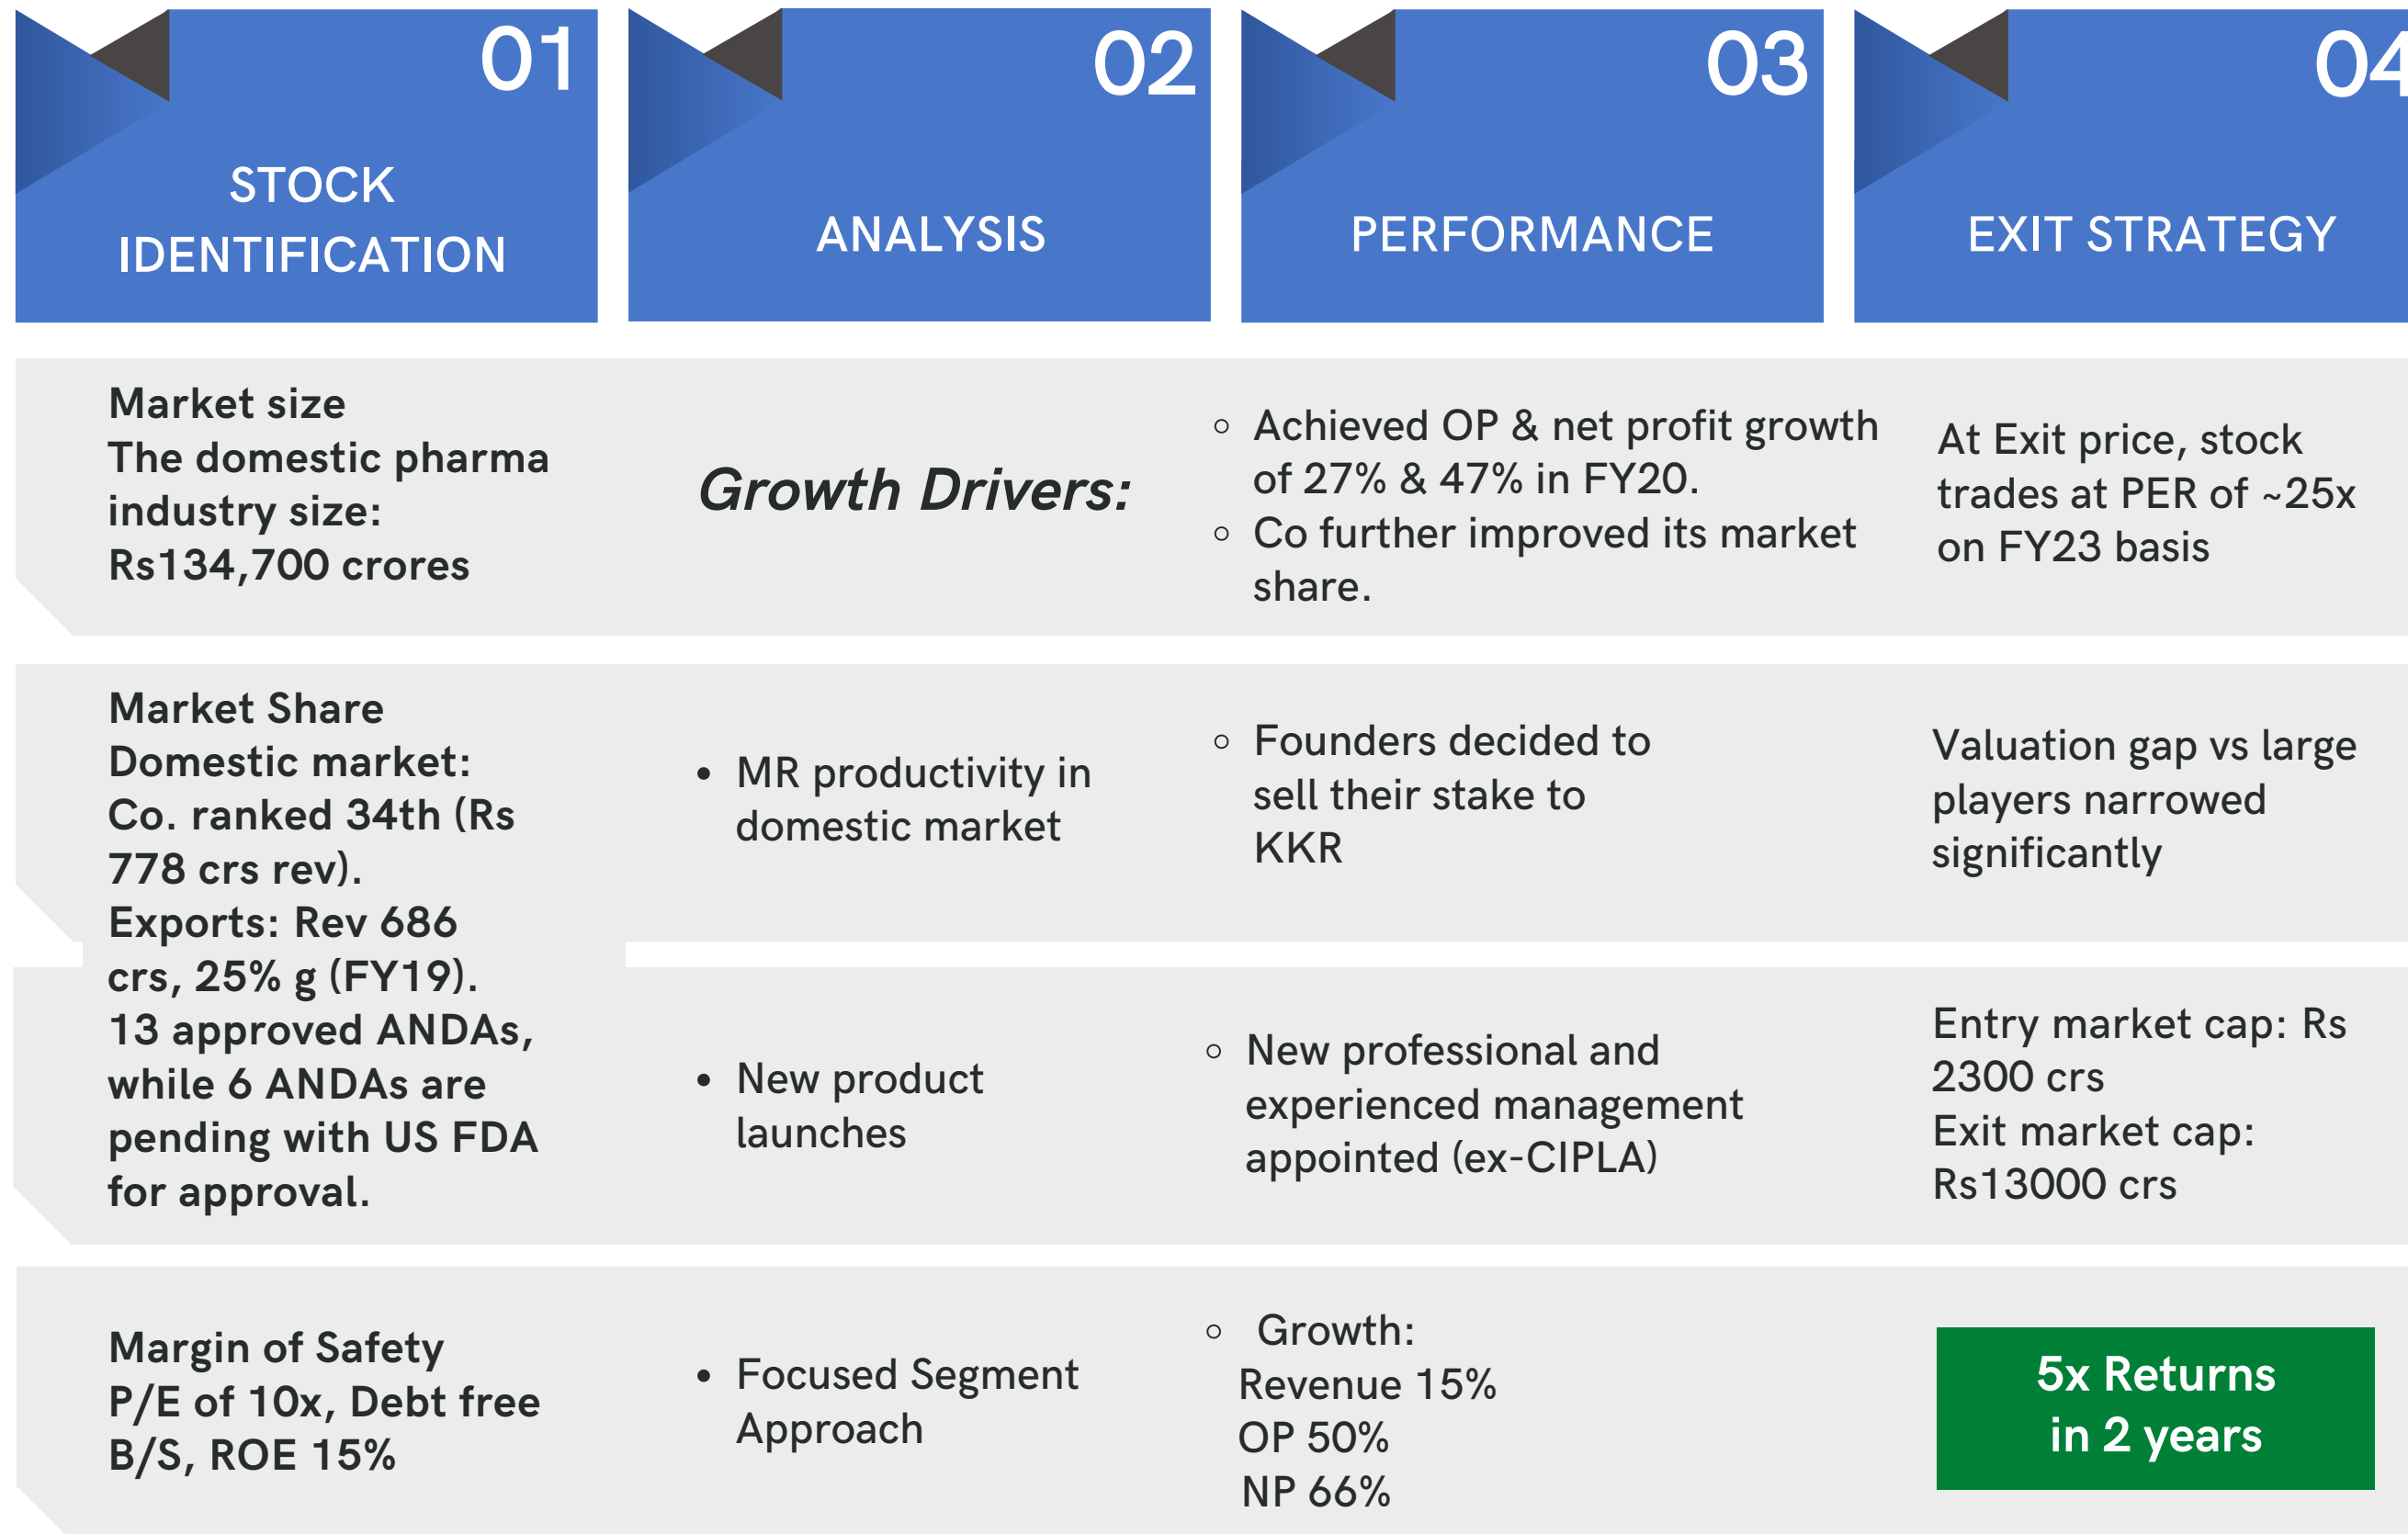 01
STOCK
IDENTIFICATION
02
ANALYSIS
03
PERFORMANCE
04
EXIT STRATEGY
Market size
The domestic pharma
industry size:
Rs134,700 crores
Growth Drivers:
◦ Achieved OP & net profit growth
of 27% & 47% in FY20.
◦ Co further improved its market
share.
At Exit price, stock
trades at PER of ~25x
on FY23 basis
Market Share
Domestic market:
Co. ranked 34th (Rs
778 crs rev).
Exports: Rev 686
crs, 25% g (FY19).
13 approved ANDAs,
while 6 ANDAs are
pending with US FDA
for approval.
• MR productivity in
domestic market
◦ Founders decided to
sell their stake to
KKR
Valuation gap vs large
players narrowed
significantly
• New product
launches
◦ New professional and
experienced management
appointed (ex-CIPLA)
Entry market cap: Rs
2300 crs
Exit market cap:
Rs13000 crs
Margin of Safety
P/E of 10x, Debt free
B/S, ROE 15%
• Focused Segment
Approach
◦ Growth:
Revenue 15%
OP 50%
NP 66%
5x Returns
in 2 years